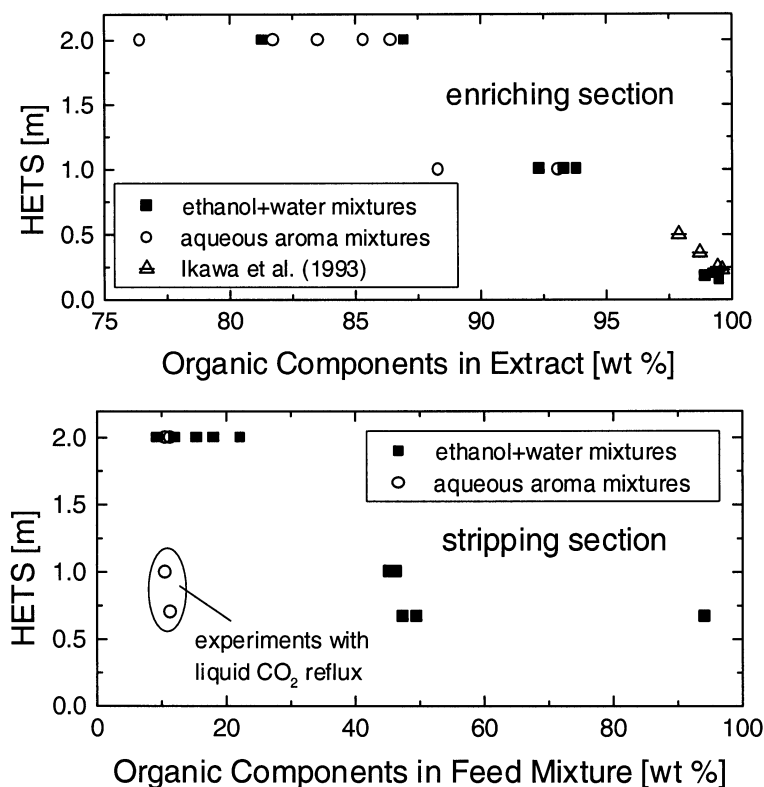 2.0
1.5
1.0
0.5
0.0
HETS [m]
enriching section
ethanol+water mixtures
aqueous aroma mixtures
Ikawa et al. (1993)
75 80 85 90 95 100
Organic Components in Extract [wt %]
2.0
1.5
1.0
0.5
0.0
HETS [m]
ethanol+water mixtures
aqueous aroma mixtures
stripping section
experiments with
liquid CO₂ reflux
0 20 40 60 80 100
Organic Components in Feed Mixture [wt %]